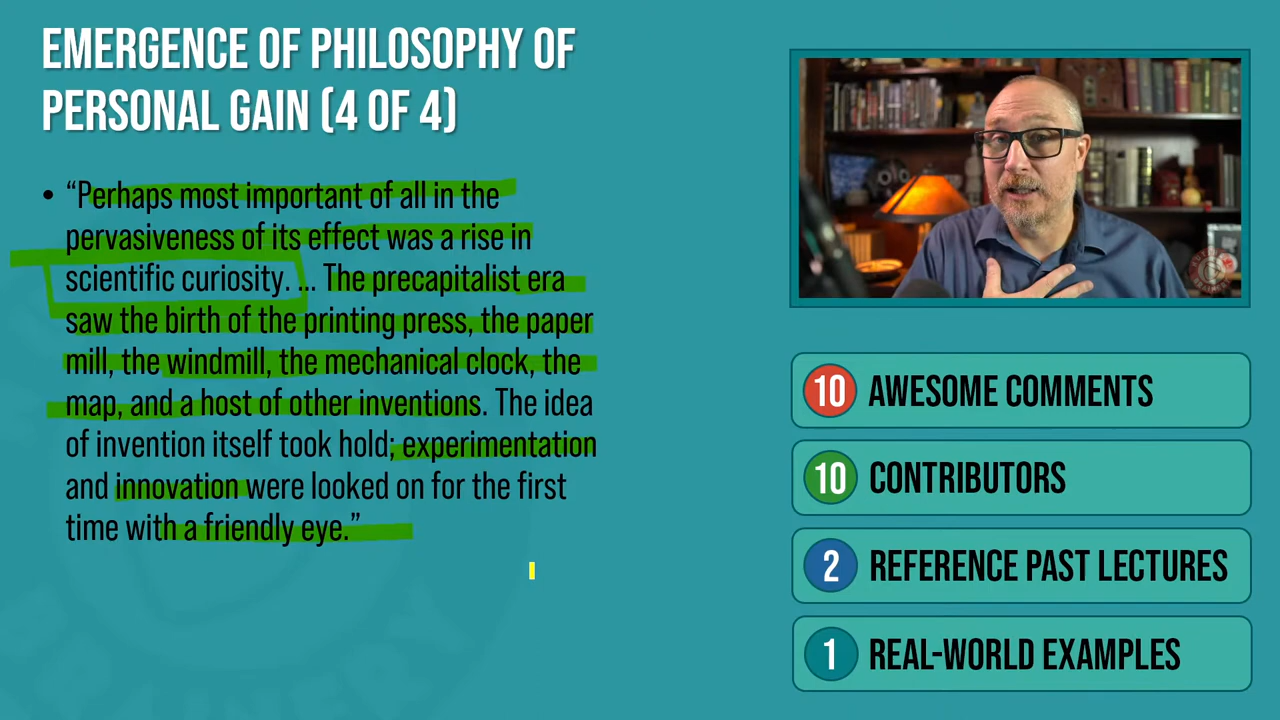 EMERGENCE OF PHILOSOPHY OF
PERSONAL GAIN (4 OF 4)
• “Perhaps most important of all in the
pervasiveness of its effect was a rise in
scientific curiosity. ... The precapitalist era
saw the birth of the printing press, the paper
mill, the windmill, the mechanical clock, the
map, and a host of other inventions. The idea
of invention itself took hold; experimentation
and innovation were looked on for the first
time with a friendly eye.”
10 AWESOME COMMENTS
10 CONTRIBUTORS
2 REFERENCE PAST LECTURES
1 REAL-WORLD EXAMPLES